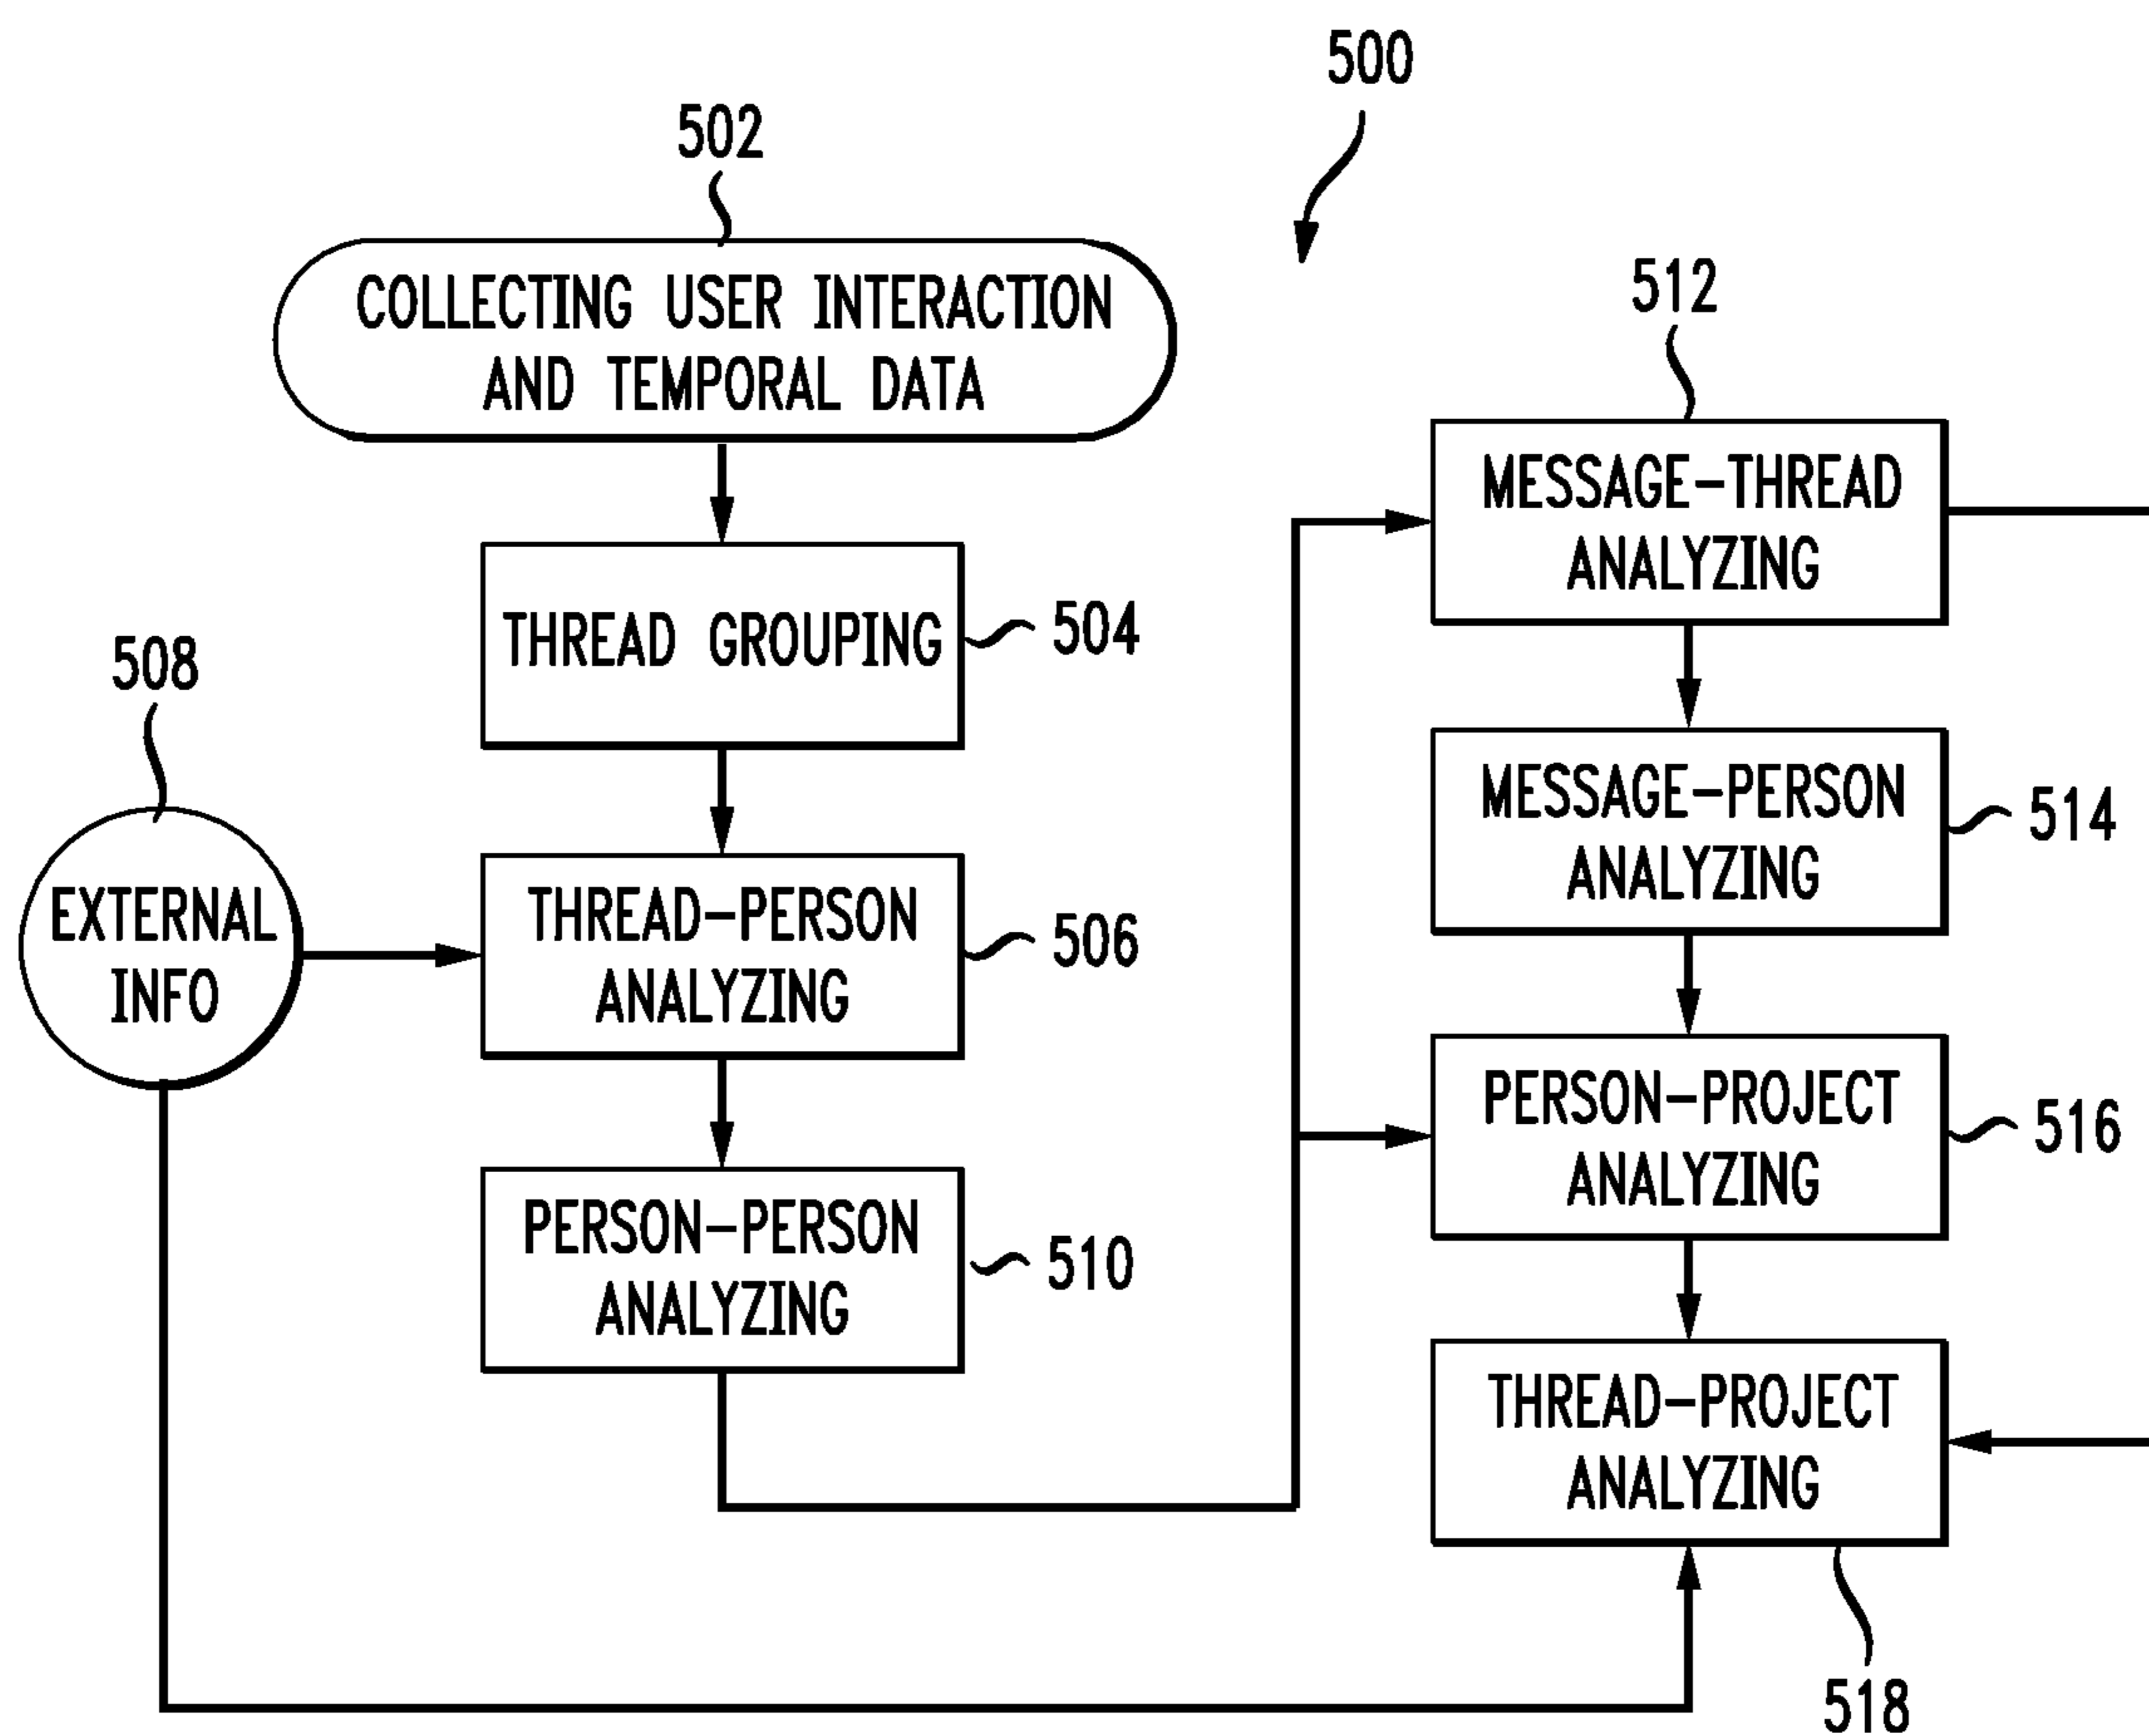 500
502
COLLECTING USER INTERACTION
AND TEMPORAL DATA
THREAD GROUPING
504
508
EXTERNAL
INFO
THREAD-PERSON
ANALYZING
506
PERSON-PERSON
ANALYZING
510
512
MESSAGE-THREAD
ANALYZING
MESSAGE-PERSON
ANALYZING
514
PERSON-PROJECT
ANALYZING
516
THREAD-PROJECT
ANALYZING
518